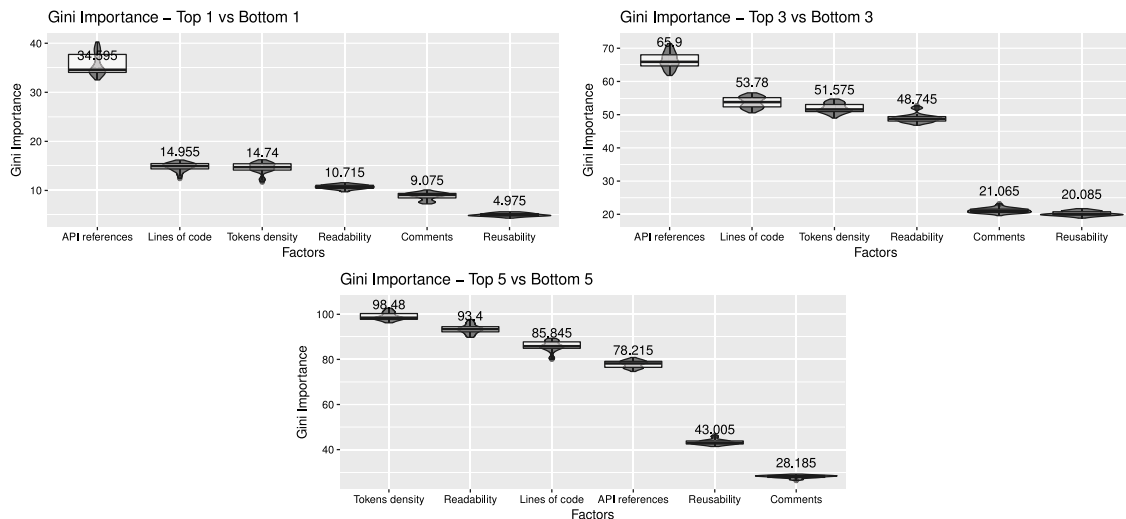 Gini Importance – Top 1 vs Bottom 1
Gini Importance
40
30
20
10
34.595
14.955
14.74
10.715
9.075
4.975
API references
Lines of code
Tokens density
Readability
Comments
Reusability
Factors
Gini Importance – Top 3 vs Bottom 3
Gini Importance
70
60
50
40
30
20
65.9
53.78
51.575
48.745
21.065
20.085
API references
Lines of code
Tokens density
Readability
Comments
Reusability
Factors
Gini Importance – Top 5 vs Bottom 5
Gini Importance
100
80
60
40
98.48
93.4
85.845
78.215
43.005
28.185
Tokens density
Readability
Lines of code
API references
Reusability
Comments
Factors